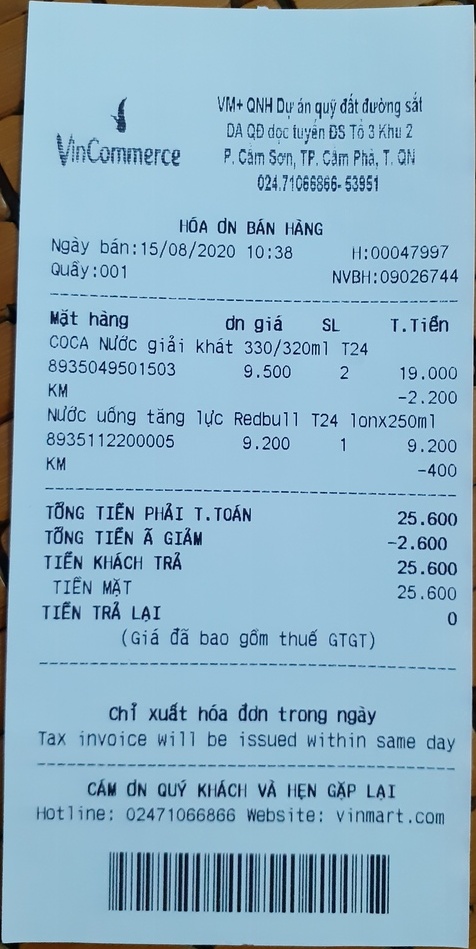 VinCommerce
VM+ QNH Dự án quỹ đất đường sắt
DA QĐ dọc tuyến ĐS Tổ 3 Khu 2
P. Cẩm Sơn, TP. Cẩm Phả, T. QN
024.71066866-53951
HÓA ƠN BÁN HÀNG
Ngày bán:15/08/2020 10:38 H:00047997
Quầy:001 NVBH:09026744
Mặt hàng ơn giá SL T.Tiền
COCA Nước giải khát 330/320ml T24
8935049501503 9.500 2 19.000
KM -2.200
Nước uống tăng lực Redbull T24 lonx250ml
8935112200005 9.200 1 9.200
KM -400
TỔNG TIỀN PHẢI T.TOÁN 25.600
TỔNG TIỀN Ã GIẢM -2.600
TIỀN KHÁCH TRẢ 25.600
TIỀN MẶT 25.600
TIỀN TRẢ LẠI 0
(Giá đã bao gồm thuế GTGT)
Chỉ xuất hóa đơn trong ngày
Tax invoice will be issued within same day
CẢM ƠN QUÝ KHÁCH VÀ HẸN GẶP LẠI
Hotline: 02471066866 Website: vinmart.com